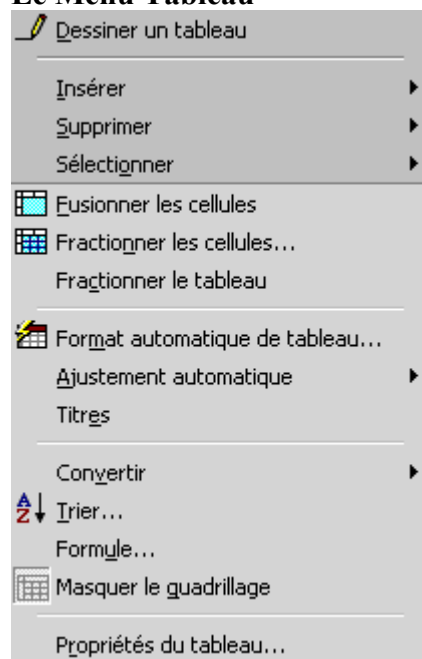 Le Menu Tableau
Dessiner un tableau
Insérer
Supprimer
Sélectionner
Fusionner les cellules
Fractionner les cellules...
Fractionner le tableau
Format automatique de tableau...
Ajustement automatique
Titres
Convertir
Trier...
Formule...
Masquer le quadrillage
Propriétés du tableau...